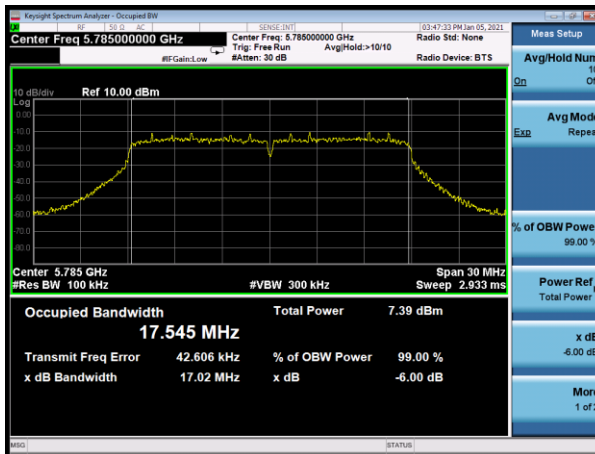 Keysight Spectrum Analyzer - Occupied BW
RF 50 Ω AC SENSE:INT 03:47:33 PM Jan 05, 2021
Center Freq 5.785000000 GHz
Center Freq: 5.785000000 GHz Radio Std: None
Trig: Free Run Avg|Hold:>10/10
#IFGain:Low #Atten: 30 dB Radio Device: BTS
10 dB/div Ref 10.00 dBm
Log
0.00
-10.0
-20.0
-30.0
-40.0
-50.0
-60.0
-70.0
-80.0
Center 5.785 GHz Span 30 MHz
#Res BW 100 kHz #VBW 300 kHz Sweep 2.933 ms
Occupied Bandwidth Total Power 7.39 dBm
17.545 MHz
Transmit Freq Error 42.606 kHz % of OBW Power 99.00 %
x dB Bandwidth 17.02 MHz x dB -6.00 dB
MSG STATUS
Meas Setup
Avg/Hold Num
10
On Of
Avg Mode
Exp Repea
% of OBW Power
99.00 %
Power Ref
Total Power
x dB
-6.00 dB
More
1 of 2